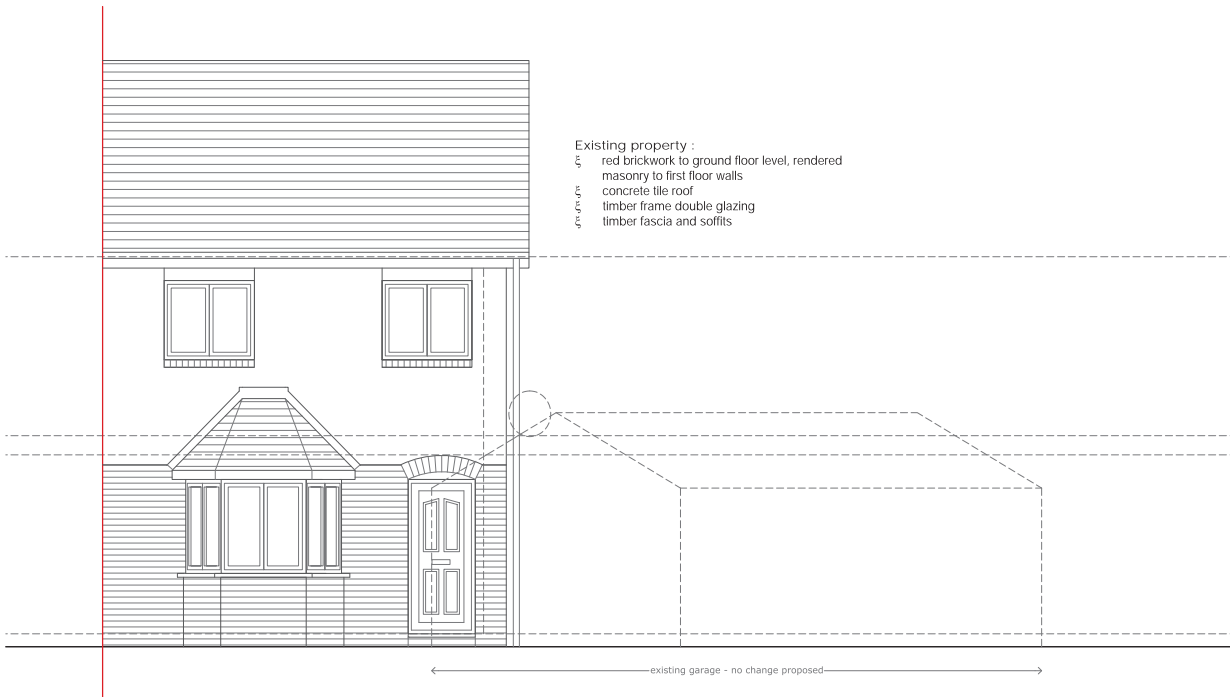 Existing property :
ξ red brickwork to ground floor level, rendered
masonry to first floor walls
ξ concrete tile roof
ξ timber frame double glazing
ξ timber fascia and soffits
existing garage - no change proposed